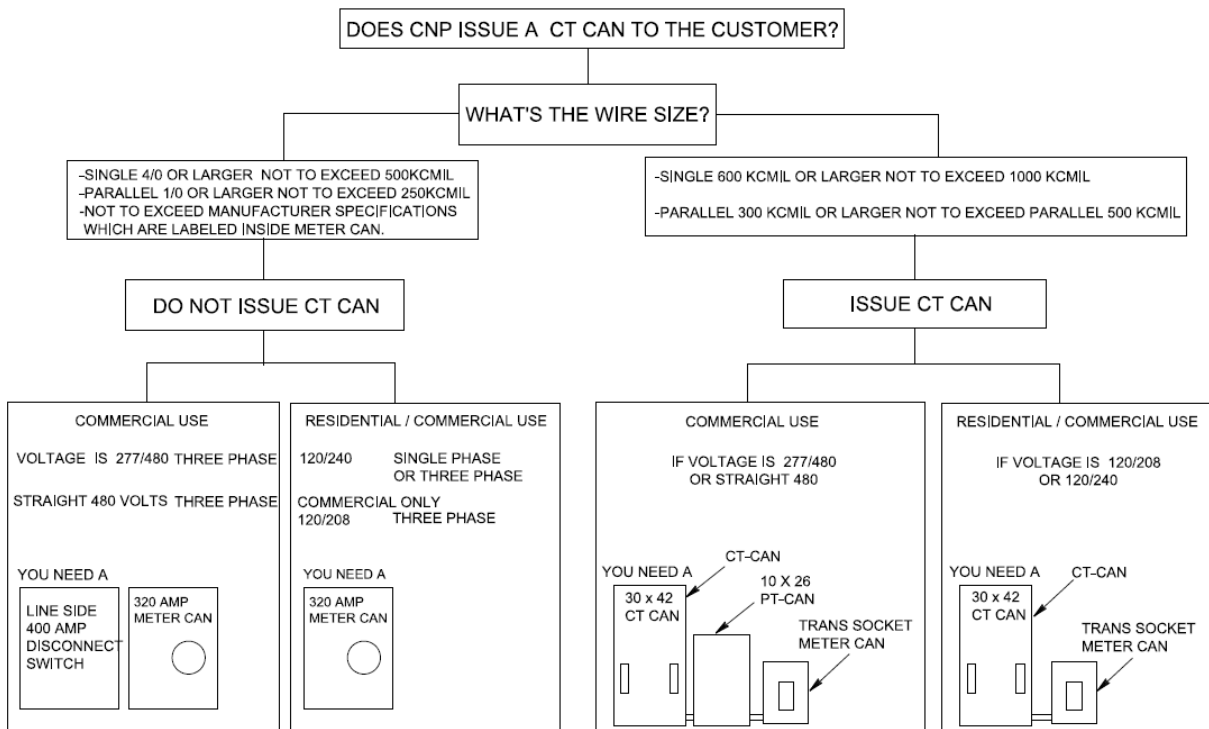 DOES CNP ISSUE A CT CAN TO THE CUSTOMER?
WHAT'S THE WIRE SIZE?
-SINGLE 4/0 OR LARGER NOT TO EXCEED 500KCMIL
-PARALLEL 1/0 OR LARGER NOT TO EXCEED 250KCMIL
-NOT TO EXCEED MANUFACTURER SPECIFICATIONS
WHICH ARE LABELED INSIDE METER CAN.
-SINGLE 600 KCMIL OR LARGER NOT TO EXCEED 1000 KCMIL
-PARALLEL 300 KCMIL OR LARGER NOT TO EXCEED PARALLEL 500 KCMIL
DO NOT ISSUE CT CAN
ISSUE CT CAN
COMMERCIAL USE
VOLTAGE IS 277/480 THREE PHASE
STRAIGHT 480 VOLTS THREE PHASE
YOU NEED A
LINE SIDE
400 AMP
DISCONNECT
SWITCH
320 AMP
METER CAN
RESIDENTIAL / COMMERCIAL USE
120/240 SINGLE PHASE
OR THREE PHASE
COMMERCIAL ONLY
120/208 THREE PHASE
YOU NEED A
320 AMP
METER CAN
COMMERCIAL USE
IF VOLTAGE IS 277/480
OR STRAIGHT 480
YOU NEED A
CT-CAN
30 x 42
CT CAN
10 X 26
PT-CAN
TRANS SOCKET
METER CAN
RESIDENTIAL / COMMERCIAL USE
IF VOLTAGE IS 120/208
OR 120/240
YOU NEED A
CT-CAN
30 x 42
CT CAN
TRANS SOCKET
METER CAN